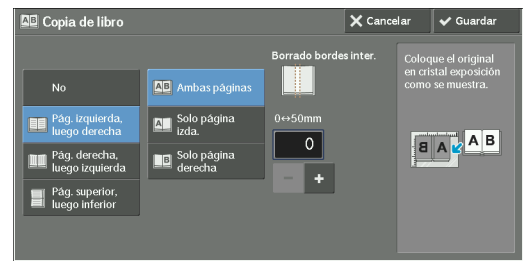 AB Copia de libro
Cancelar
Guardar
No
Pág. izquierda,
luego derecha
Pág. derecha,
luego izquierda
Pág. superior,
luego inferior
AB Ambas páginas
A Solo página
izda.
B Solo página
derecha
Borrado bordes inter.
0↔50mm
0
− +
Coloque el original
en cristal exposición
como se muestra.
B A A B